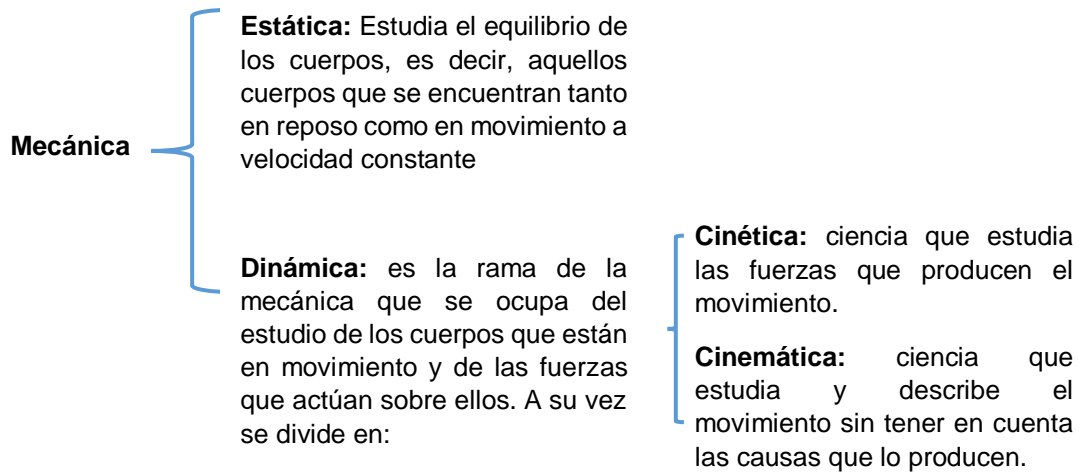 Mecánica
Estática: Estudia el equilibrio de
los cuerpos, es decir, aquellos
cuerpos que se encuentran tanto
en reposo como en movimiento a
velocidad constante
Dinámica: es la rama de la
mecánica que se ocupa del
estudio de los cuerpos que están
en movimiento y de las fuerzas
que actúan sobre ellos. A su vez
se divide en:
Cinética: ciencia que estudia
las fuerzas que producen el
movimiento.
Cinemática: ciencia que
estudia y describe el
movimiento sin tener en cuenta
las causas que lo producen.